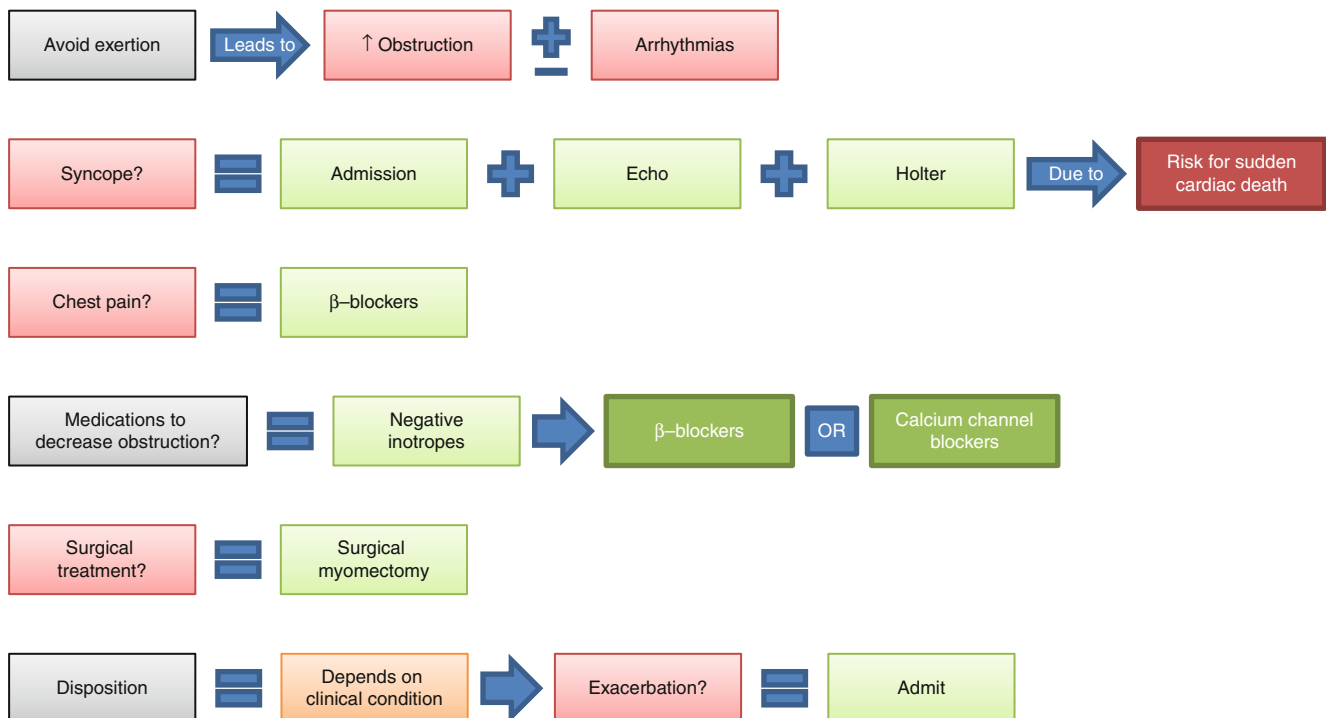 Avoid exertion
Leads to
↑ Obstruction
Arrhythmias
Syncope?
Admission
Echo
Holter
Due to
Risk for sudden
cardiac death
Chest pain?
β–blockers
Medications to
decrease obstruction?
Negative
inotropes
β–blockers
OR
Calcium channel
blockers
Surgical
treatment?
Surgical
myomectomy
Disposition
Depends on
clinical condition
Exacerbation?
Admit